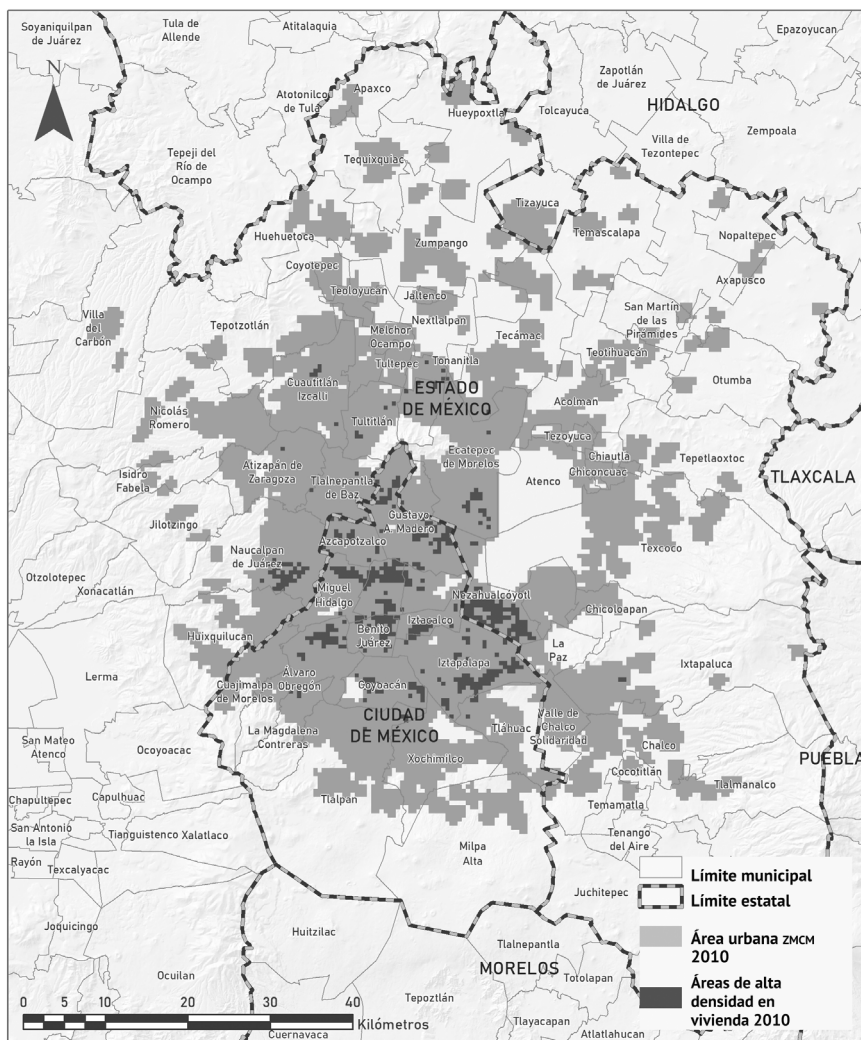 Soyaniquilpan
de Juárez
Tula de
Allende
Atitalaquia
Epazoyucan
N
Atotonilco
de Tula
Apaxco
Hueypoxtla
Tolcayuca
Zapotlán
de Juárez
HIDALGO
Villa de
Tezontepec
Zempoala
Tepeji del
Río de
Ocampo
Tequixquiac
Tizayuca
Temascalapa
Nopaltepec
Huehuetoca
Zumpango
Coyotepec
Axapusco
Teoloyucan
Jaltenco
Villa
del
Carbón
San Martín
de las
Pirámides
Tepotzotlán
Nextlalpan
Melchor
Ocampo
Tecámac
Teotihuacán
Tultepec
Tonanitla
Otumba
Cuautitlán
Izcalli
ESTADO
DE MÉXICO
Acolman
Nicolás
Romero
Tultitlán
Tezoyuca
Ecatepec
de Morelos
Chiautla
Chiconcuac
Tepetlaoxtoc
Atizapán de
Zaragoza
Isidro
Fabela
Tlalnepantla
de Baz
Atenco
TLAXCALA
Gustavo
A. Madero
Jilotzingo
Azcapotzalco
Texcoco
Naucalpan
de Juárez
Otzolotepec
Xonacatlán
Miguel
Hidalgo
Nezahualcóyotl
Chicoloapan
Iztacalco
Benito
Juárez
Huixquilucan
La
Paz
Iztapalapa
Ixtapaluca
Lerma
Álvaro
Obregón
Coyoacán
Cuajimalpa
de Morelos
CIUDAD
DE MÉXICO
Valle de
Chalco
Solidaridad
La Magdalena
Contreras
Tláhuac
San Mateo
Atenco
Ocoyoacac
Chalco
Xochimilco
PUEBLA
Cocotitlán
Tlalmanalco
Chapultepec
Capulhuac
Tlalpan
Temamatla
San Antonio
la Isla
Tianguistenco
Xalatlaco
Tenango
del Aire
Rayón
Texcalyacac
Milpa
Alta
Juchitepec
Joquicingo
Huitzilac
Tlalnepantla
MORELOS
Totolapan
Ocuilan
Tepoztlán
Tlayacapan
Atlatlahucan
Cuernavaca
0 5 10 20 30 40
Kilómetros
Límite municipal
Límite estatal
Área urbana ZMCM
2010
Áreas de alta
densidad en
vivienda 2010